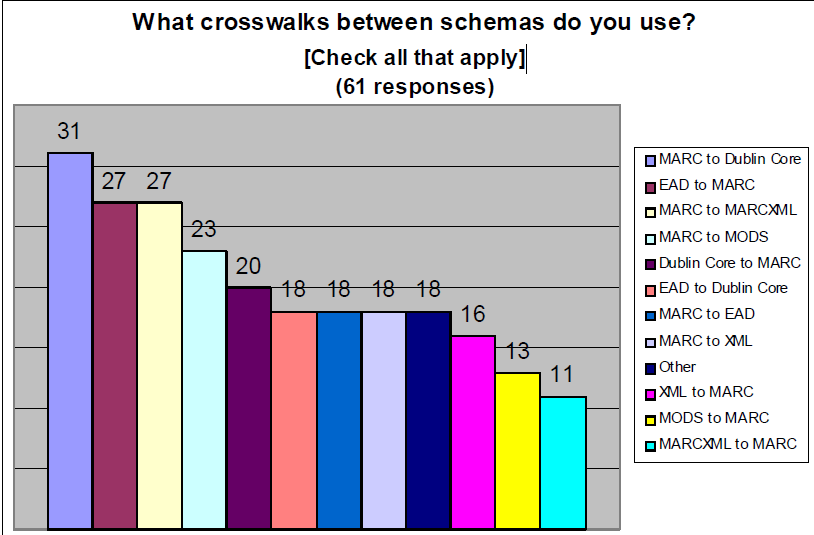 What crosswalks between schemas do you use?
[Check all that apply]
(61 responses)
31
27
27
23
20
18
18
18
18
16
13
11
MARC to Dublin Core
EAD to MARC
MARC to MARCXML
MARC to MODS
Dublin Core to MARC
EAD to Dublin Core
MARC to EAD
MARC to XML
Other
XML to MARC
MODS to MARC
MARCXML to MARC